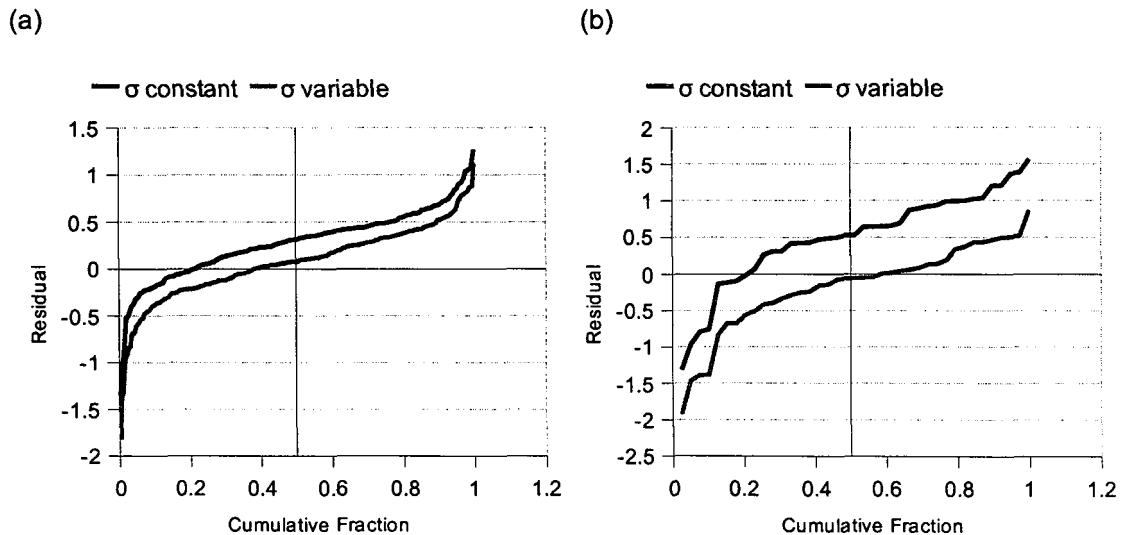 (a)
σ constant σ variable
1.5
1
0.5
0
-0.5
-1
-1.5
-2
Residual
0 0.2 0.4 0.6 0.8 1 1.2
Cumulative Fraction
(b)
σ constant σ variable
2
1.5
1
0.5
0
-0.5
-1
-1.5
-2
-2.5
Residual
0 0.2 0.4 0.6 0.8 1 1.2
Cumulative Fraction